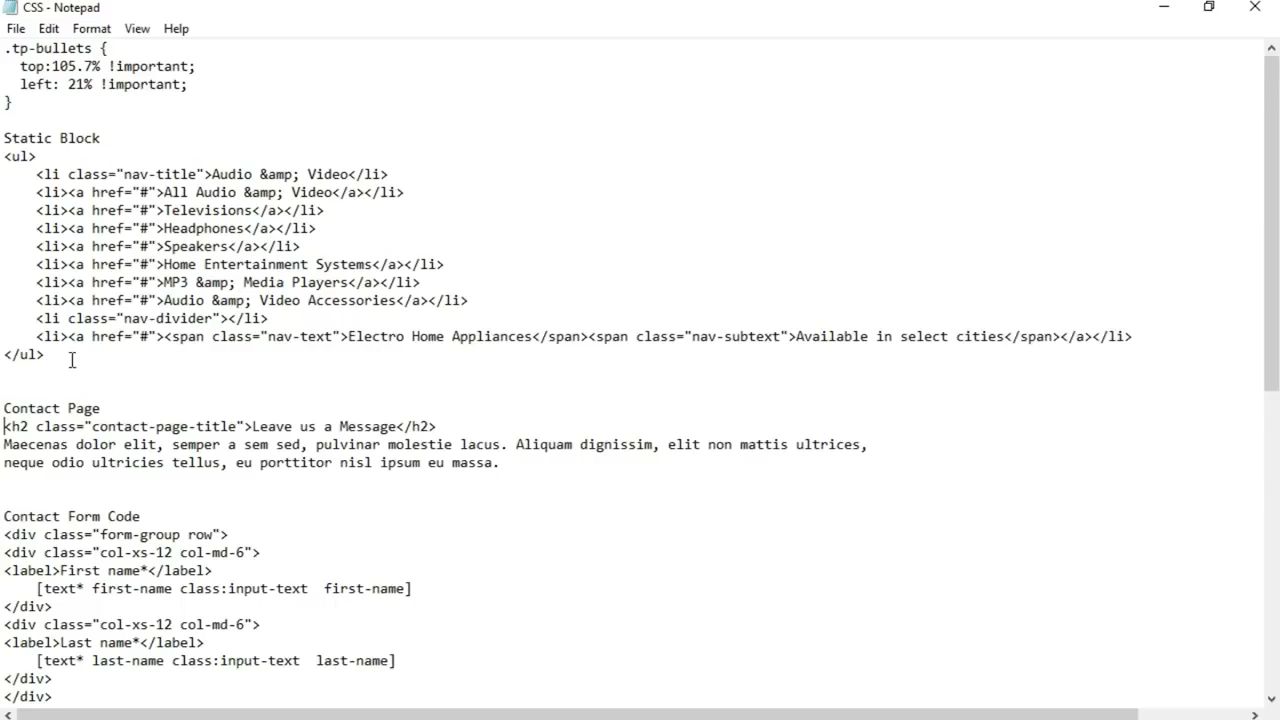 CSS - Notepad
File Edit Format View Help
.tp-bullets {
  top:105.7% !important;
  left: 21% !important;
}
Static Block
<ul>
    <li class="nav-title">Audio &amp; Video</li>
    <li><a href="#">All Audio &amp; Video</a></li>
    <li><a href="#">Televisions</a></li>
    <li><a href="#">Headphones</a></li>
    <li><a href="#">Speakers</a></li>
    <li><a href="#">Home Entertainment Systems</a></li>
    <li><a href="#">MP3 &amp; Media Players</a></li>
    <li><a href="#">Audio &amp; Video Accessories</a></li>
    <li class="nav-divider"></li>
    <li><a href="#"><span class="nav-text">Electro Home Appliances</span><span class="nav-subtext">Available in select cities</span></a></li>
</ul>
Contact Page
<h2 class="contact-page-title">Leave us a Message</h2>
Maecenas dolor elit, semper a sem sed, pulvinar molestie lacus. Aliquam dignissim, elit non mattis ultrices,
neque odio ultricies tellus, eu porttitor nisl ipsum eu massa.
Contact Form Code
<div class="form-group row">
<div class="col-xs-12 col-md-6">
<label>First name*</label>
    [text* first-name class:input-text  first-name]
</div>
<div class="col-xs-12 col-md-6">
<label>Last name*</label>
    [text* last-name class:input-text  last-name]
</div>
</div>